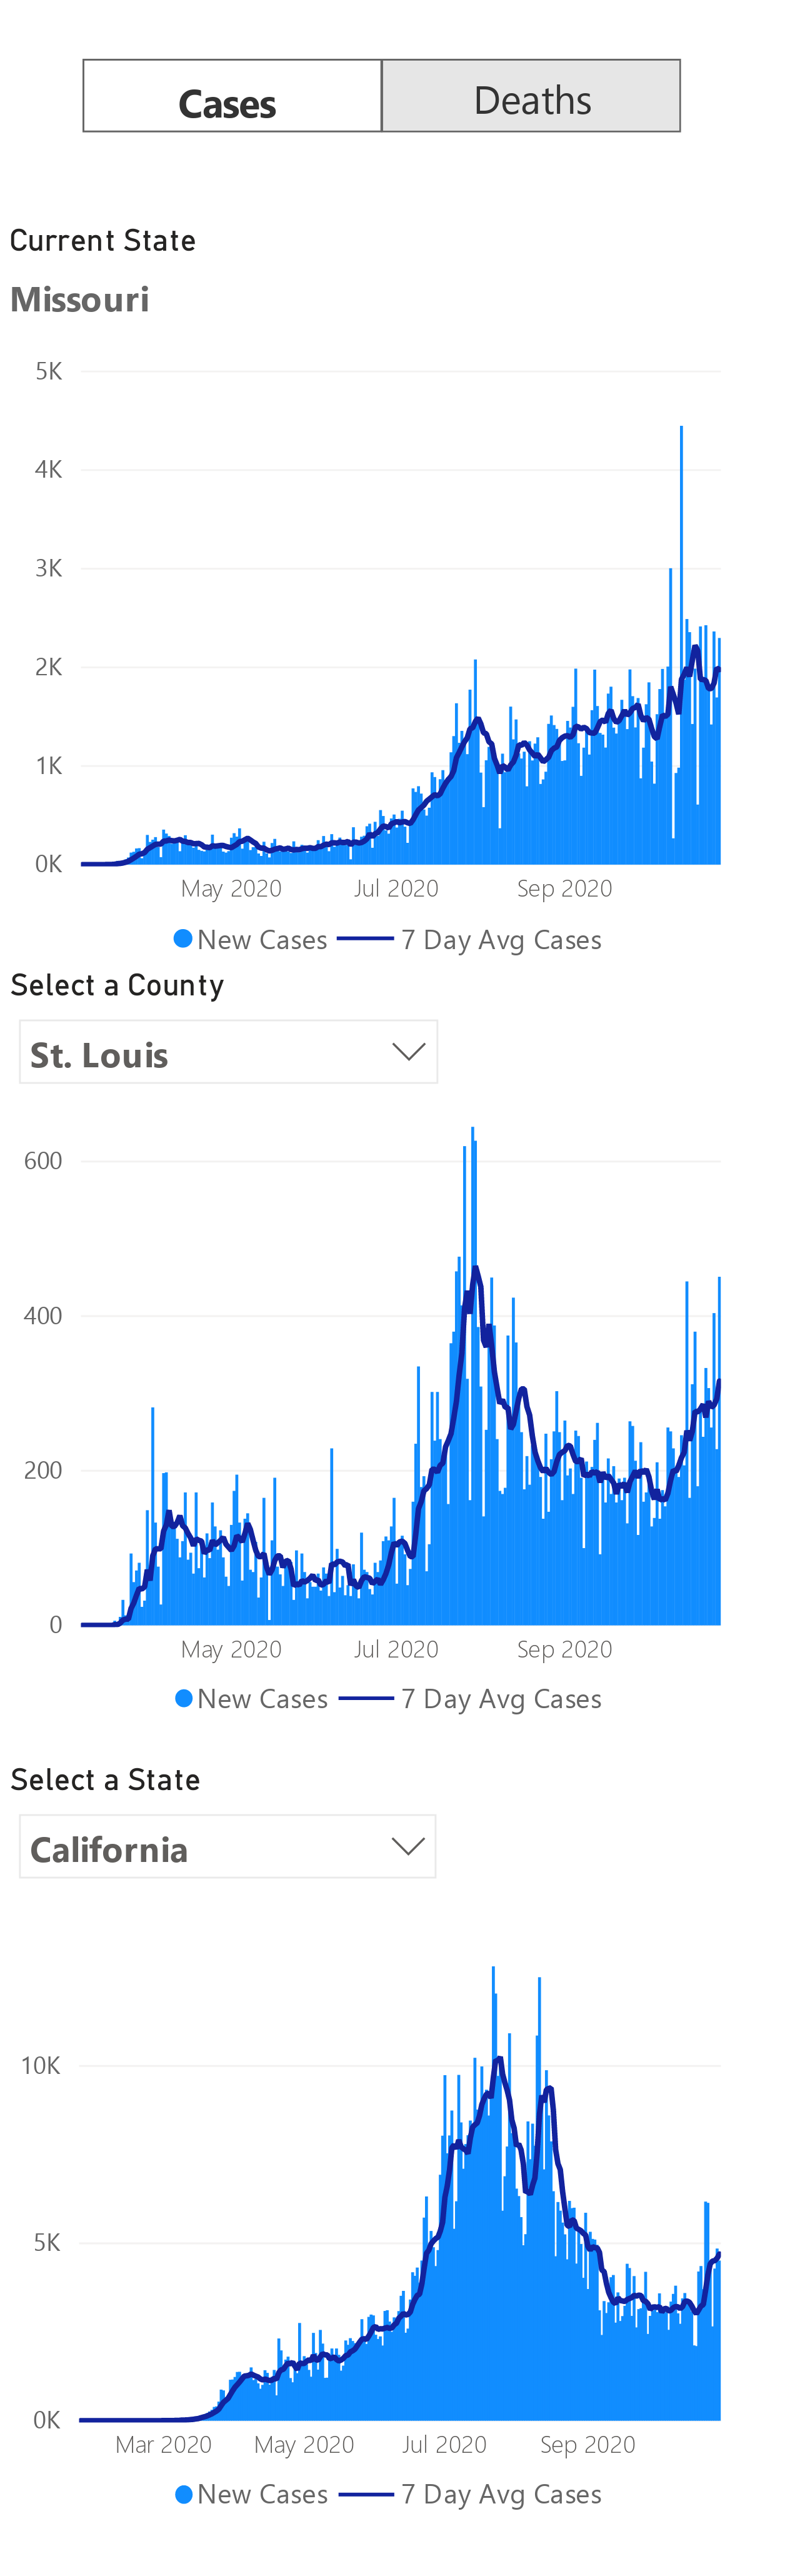 Cases Deaths
Current State
Missouri
5K
4K
3K
2K
1K
0K
May 2020 Jul 2020 Sep 2020
New Cases 7 Day Avg Cases
Select a County
St. Louis
600
400
200
0
May 2020 Jul 2020 Sep 2020
New Cases 7 Day Avg Cases
Select a State
California
10K
5K
0K
Mar 2020 May 2020 Jul 2020 Sep 2020
New Cases 7 Day Avg Cases